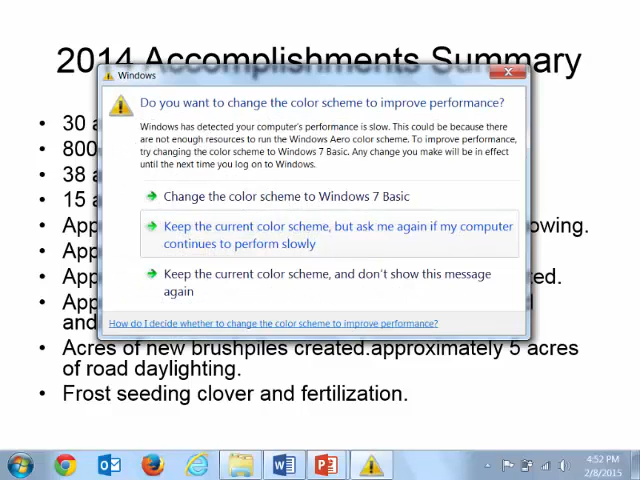 2014 Accomplishments Summary
Windows
Do you want to change the color scheme to improve performance?
Windows has detected your computer's performance is slow. This could be because there
are not enough resources to run the Windows Aero color scheme. To improve performance,
try changing the color scheme to Windows 7 Basic. Any change you make will be in effect
until the next time you log on to Windows.
Change the color scheme to Windows 7 Basic
Keep the current color scheme, but ask me again if my computer
continues to perform slowly
Keep the current color scheme, and don't show this message
again
How do I decide whether to change the color scheme to improve performance?
• 30
• 800
• 38
• 15
•
•
•
•
and
• Acres of new brushpiles created.approximately 5 acres
of road daylighting.
• Frost seeding clover and fertilization.
4:52 PM
2/8/2015